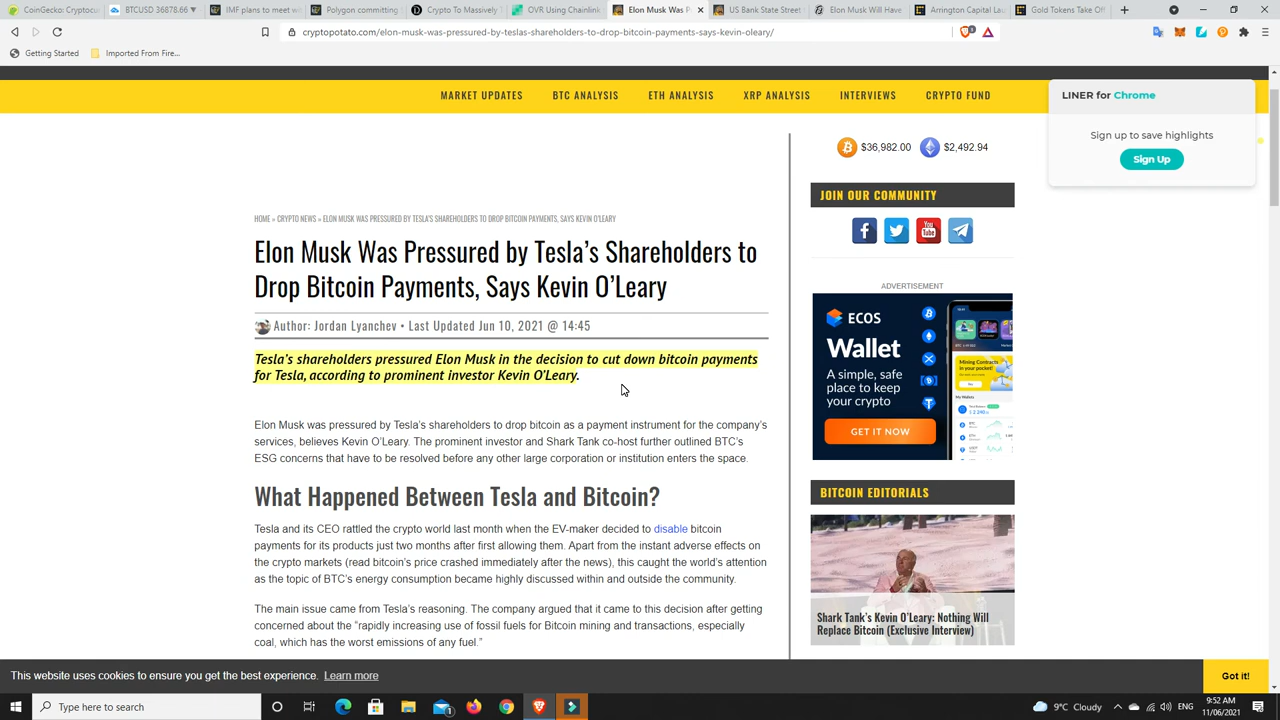 CoinGecko: Cryptocu
BTCUSD 36878.66
IMF plans to meet w
Polygon committing
Crypto To Massively T
OVR Using Chainlink
Elon Musk Was P
US Bank State Street
Elon Musk Will Have
Arrington Capital Lau
Gold Tokens Take Off
cryptopotato.com/elon-musk-was-pressured-by-teslas-shareholders-to-drop-bitcoin-payments-says-kevin-oleary/
Getting Started
Imported From Fire...
MARKET UPDATES
BTC ANALYSIS
ETH ANALYSIS
XRP ANALYSIS
INTERVIEWS
CRYPTO FUND
LINER for Chrome
Sign up to save highlights
Sign Up
$36,982.00
$2,492.94
JOIN OUR COMMUNITY
You
Tube
HOME » CRYPTO NEWS » ELON MUSK WAS PRESSURED BY TESLA'S SHAREHOLDERS TO DROP BITCOIN PAYMENTS, SAYS KEVIN O'LEARY
Elon Musk Was Pressured by Tesla's Shareholders to
Drop Bitcoin Payments, Says Kevin O'Leary
Author: Jordan Lyanchev • Last Updated Jun 10, 2021 @ 14:45
Tesla's shareholders pressured Elon Musk in the decision to cut down bitcoin payments
for Tesla, according to prominent investor Kevin O'Leary.
Elon Musk was pressured by Tesla's shareholders to drop bitcoin as a payment instrument for the company's
services, believes Kevin O'Leary. The prominent investor and Shark Tank co-host further outlined BTC's
ESG concerns that have to be resolved before any other large corporation or institution enters the space.
What Happened Between Tesla and Bitcoin?
Tesla and its CEO rattled the crypto world last month when the EV-maker decided to disable bitcoin
payments for its products just two months after first allowing them. Apart from the instant adverse effects on
the crypto markets (read bitcoin's price crashed immediately after the news), this caught the world's attention
as the topic of BTC's energy consumption became highly discussed within and outside the community.
The main issue came from Tesla's reasoning. The company argued that it came to this decision after getting
concerned about the "rapidly increasing use of fossil fuels for Bitcoin mining and transactions, especially
coal, which has the worst emissions of any fuel."
ADVERTISEMENT
ECOS
Wallet
A simple, safe
place to keep
your crypto
GET IT NOW
Mining Contracts
in your pocket!
BITCOIN EDITORIALS
Shark Tank's Kevin O'Leary: Nothing Will
Replace Bitcoin (Exclusive Interview)
This website uses cookies to ensure you get the best experience. Learn more
Got it!
Type here to search
9°C Cloudy
ENG
9:52 AM
11/06/2021